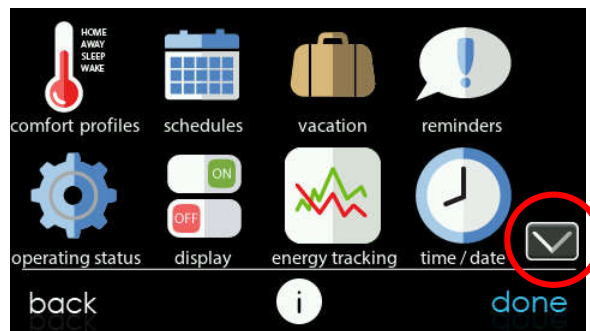 HOME
AWAY
SLEEP
WAKE
comfort profiles schedules vacation reminders
ON
OFF
operating status display energy tracking time / date
back i done